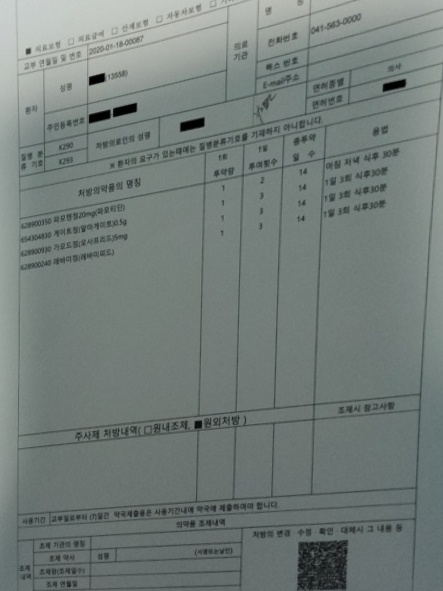 ■ 의료보험 □ 의료급여 □ 산재보험 □ 자동차보험 □
교부 연월일 및 번호 2020-01-18-00087
의료기관
명
전화번호 041-563-0000
팩스 번호
E-mail주소
환자
성명 (13558)
주민등록번호
질병 분류 기호
K290
K293
처방의료인의 성명
면허종별 의사
면허번호
※ 환자의 요구가 있는때에는 질병분류기호를 기재하지 아니합니다.
처방의약품의 명칭
1회 투약량
1일 투여횟수
총투약일 수
용법
628900350 파모텐정20mg(파모티딘) 1 2 14 아침 저녁 식후 30분
654304830 게이트정(알마게이트)0.5g 1 3 14 1일 3회 식후30분
628900930 가모드정(모사프리드)5mg 1 3 14 1일 3회 식후30분
628900240 레바미정(레바미피드) 1 3 14 1일 3회 식후30분
주사제 처방내역( □원내조제, ■원외처방 )
조제시 참고사항
사용기간 교부일로부터 (7)일간 약국제출용은 사용기간내에 약국에 제출하여야 합니다.
의약품 조제내역
조제내역
조제 기관의 명칭
처방의 변경ㆍ수정ㆍ확인ㆍ대체시 그 내용 등
조제 약사 성명 (서명또는날인)
조제량(조제일수)
조제 연월일